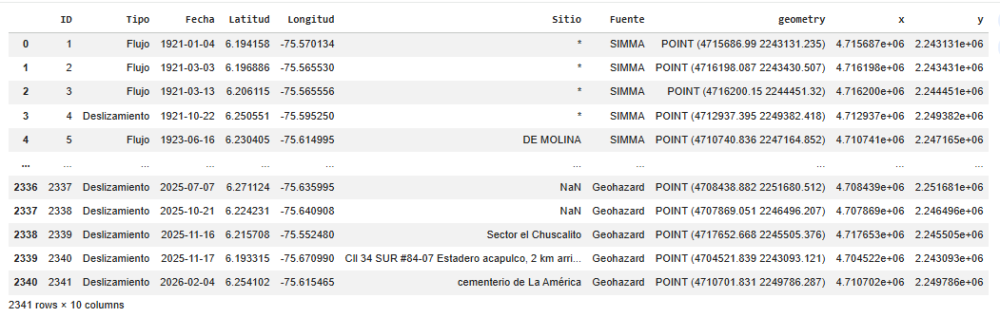 ID Tipo Fecha Latitud Longitud Sitio Fuente geometry x y
0 1 Flujo 1921-01-04 6.194158 -75.570134 * SIMMA POINT (4715686.99 2243131.235) 4.715687e+06 2.243131e+06
1 2 Flujo 1921-03-03 6.196886 -75.565530 * SIMMA POINT (4716198.087 2243430.507) 4.716198e+06 2.243431e+06
2 3 Flujo 1921-03-13 6.206115 -75.565556 * SIMMA POINT (4716200.15 2244451.32) 4.716200e+06 2.244451e+06
3 4 Deslizamiento 1921-10-22 6.250551 -75.595250 * SIMMA POINT (4712937.395 2249382.418) 4.712937e+06 2.249382e+06
4 5 Flujo 1923-06-16 6.230405 -75.614995 DE MOLINA SIMMA POINT (4710740.836 2247164.852) 4.710741e+06 2.247165e+06
... ... ... ... ... ... ... ... ... ... ...
2336 2337 Deslizamiento 2025-07-07 6.271124 -75.635995 NaN Geohazard POINT (4708438.882 2251680.512) 4.708439e+06 2.251681e+06
2337 2338 Deslizamiento 2025-10-21 6.224231 -75.640908 NaN Geohazard POINT (4707869.051 2246496.207) 4.707869e+06 2.246496e+06
2338 2339 Deslizamiento 2025-11-16 6.215708 -75.552480 Sector el Chuscalito Geohazard POINT (4717652.668 2245505.376) 4.717653e+06 2.245505e+06
2339 2340 Deslizamiento 2025-11-17 6.193315 -75.670990 Cll 34 SUR #84-07 Estadero acapulco, 2 km arri... Geohazard POINT (4704521.839 2243093.121) 4.704522e+06 2.243093e+06
2340 2341 Deslizamiento 2026-02-04 6.254102 -75.615465 cementerio de La América Geohazard POINT (4710701.831 2249786.287) 4.710702e+06 2.249786e+06
2341 rows × 10 columns